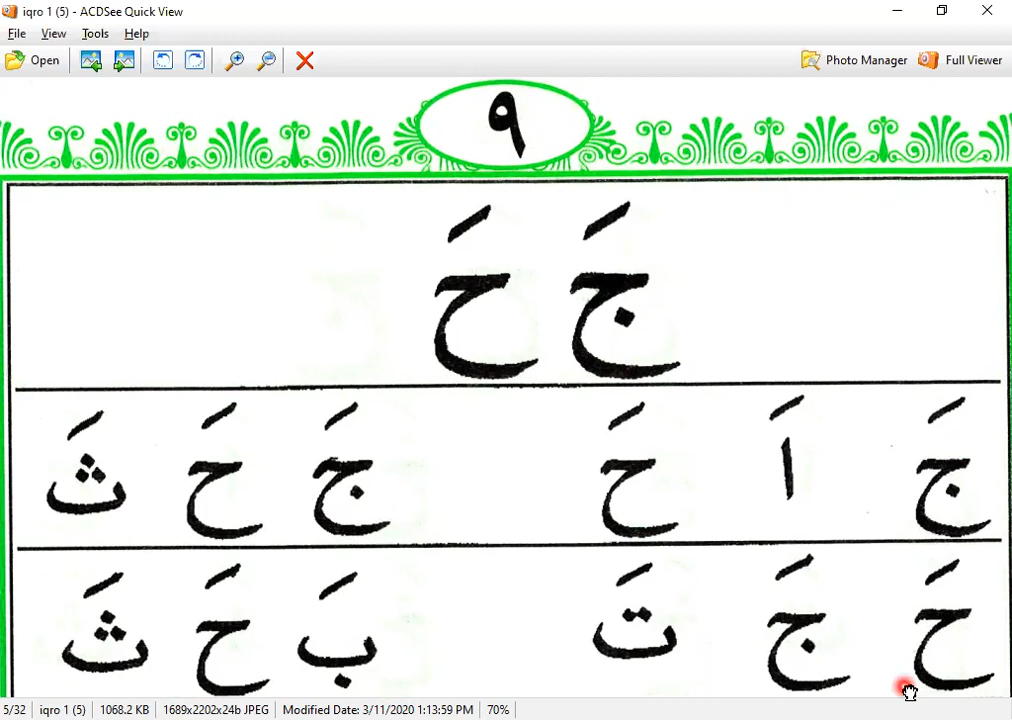 iqro 1 (5) - ACDSee Quick View
File View Tools Help
Open Photo Manager Full Viewer
٩
جَ حَ
جَ اَ حَ جَ حَ ثَ
حَ جَ تَ بَ حَ ثَ
5/32 iqro 1 (5) 1068.2 KB 1689x2202x24b JPEG Modified Date: 3/11/2020 1:13:59 PM 70%